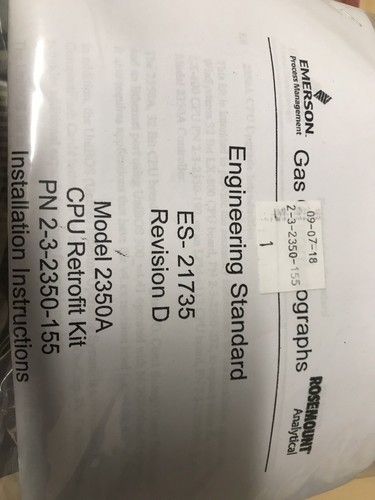 EMERSON.
Process Management
ROSEMOUNT
Analytical
Gas
ographs
09-07-18
2-3-2350-155
1
Engineering Standard
ES- 21735
Revision D
Model 2350A
CPU Retrofit Kit
PN 2-3-2350-155
Installation Instructions